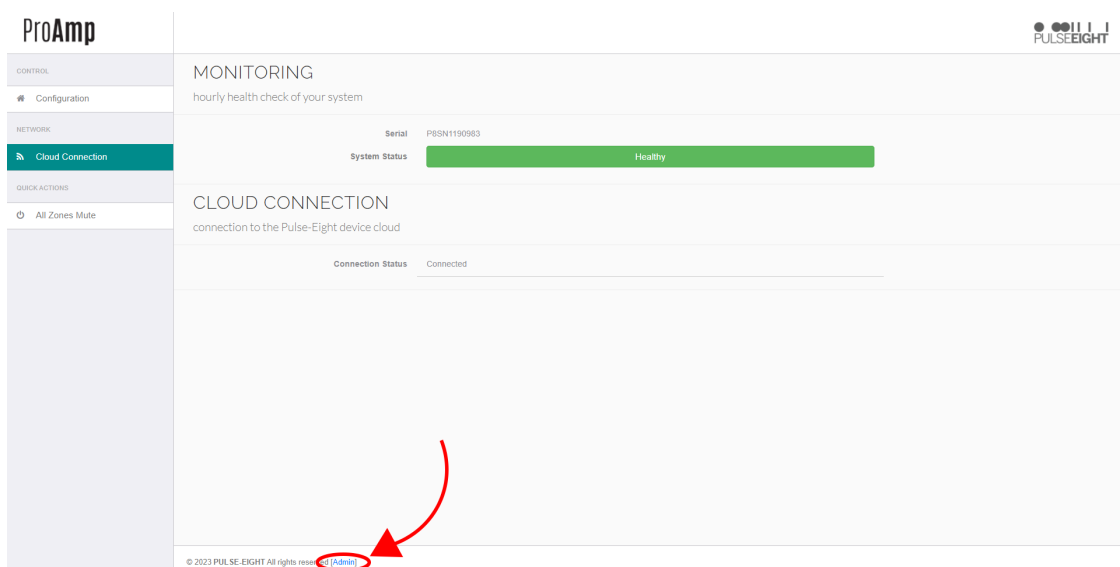 ProAmp
PULSEEIGHT
CONTROL
Configuration
NETWORK
Cloud Connection
QUICK ACTIONS
All Zones Mute
MONITORING
hourly health check of your system
Serial P8SN1190983
System Status Healthy
CLOUD CONNECTION
connection to the Pulse-Eight device cloud
Connection Status Connected
© 2023 PULSE-EIGHT All rights reserved [Admin]